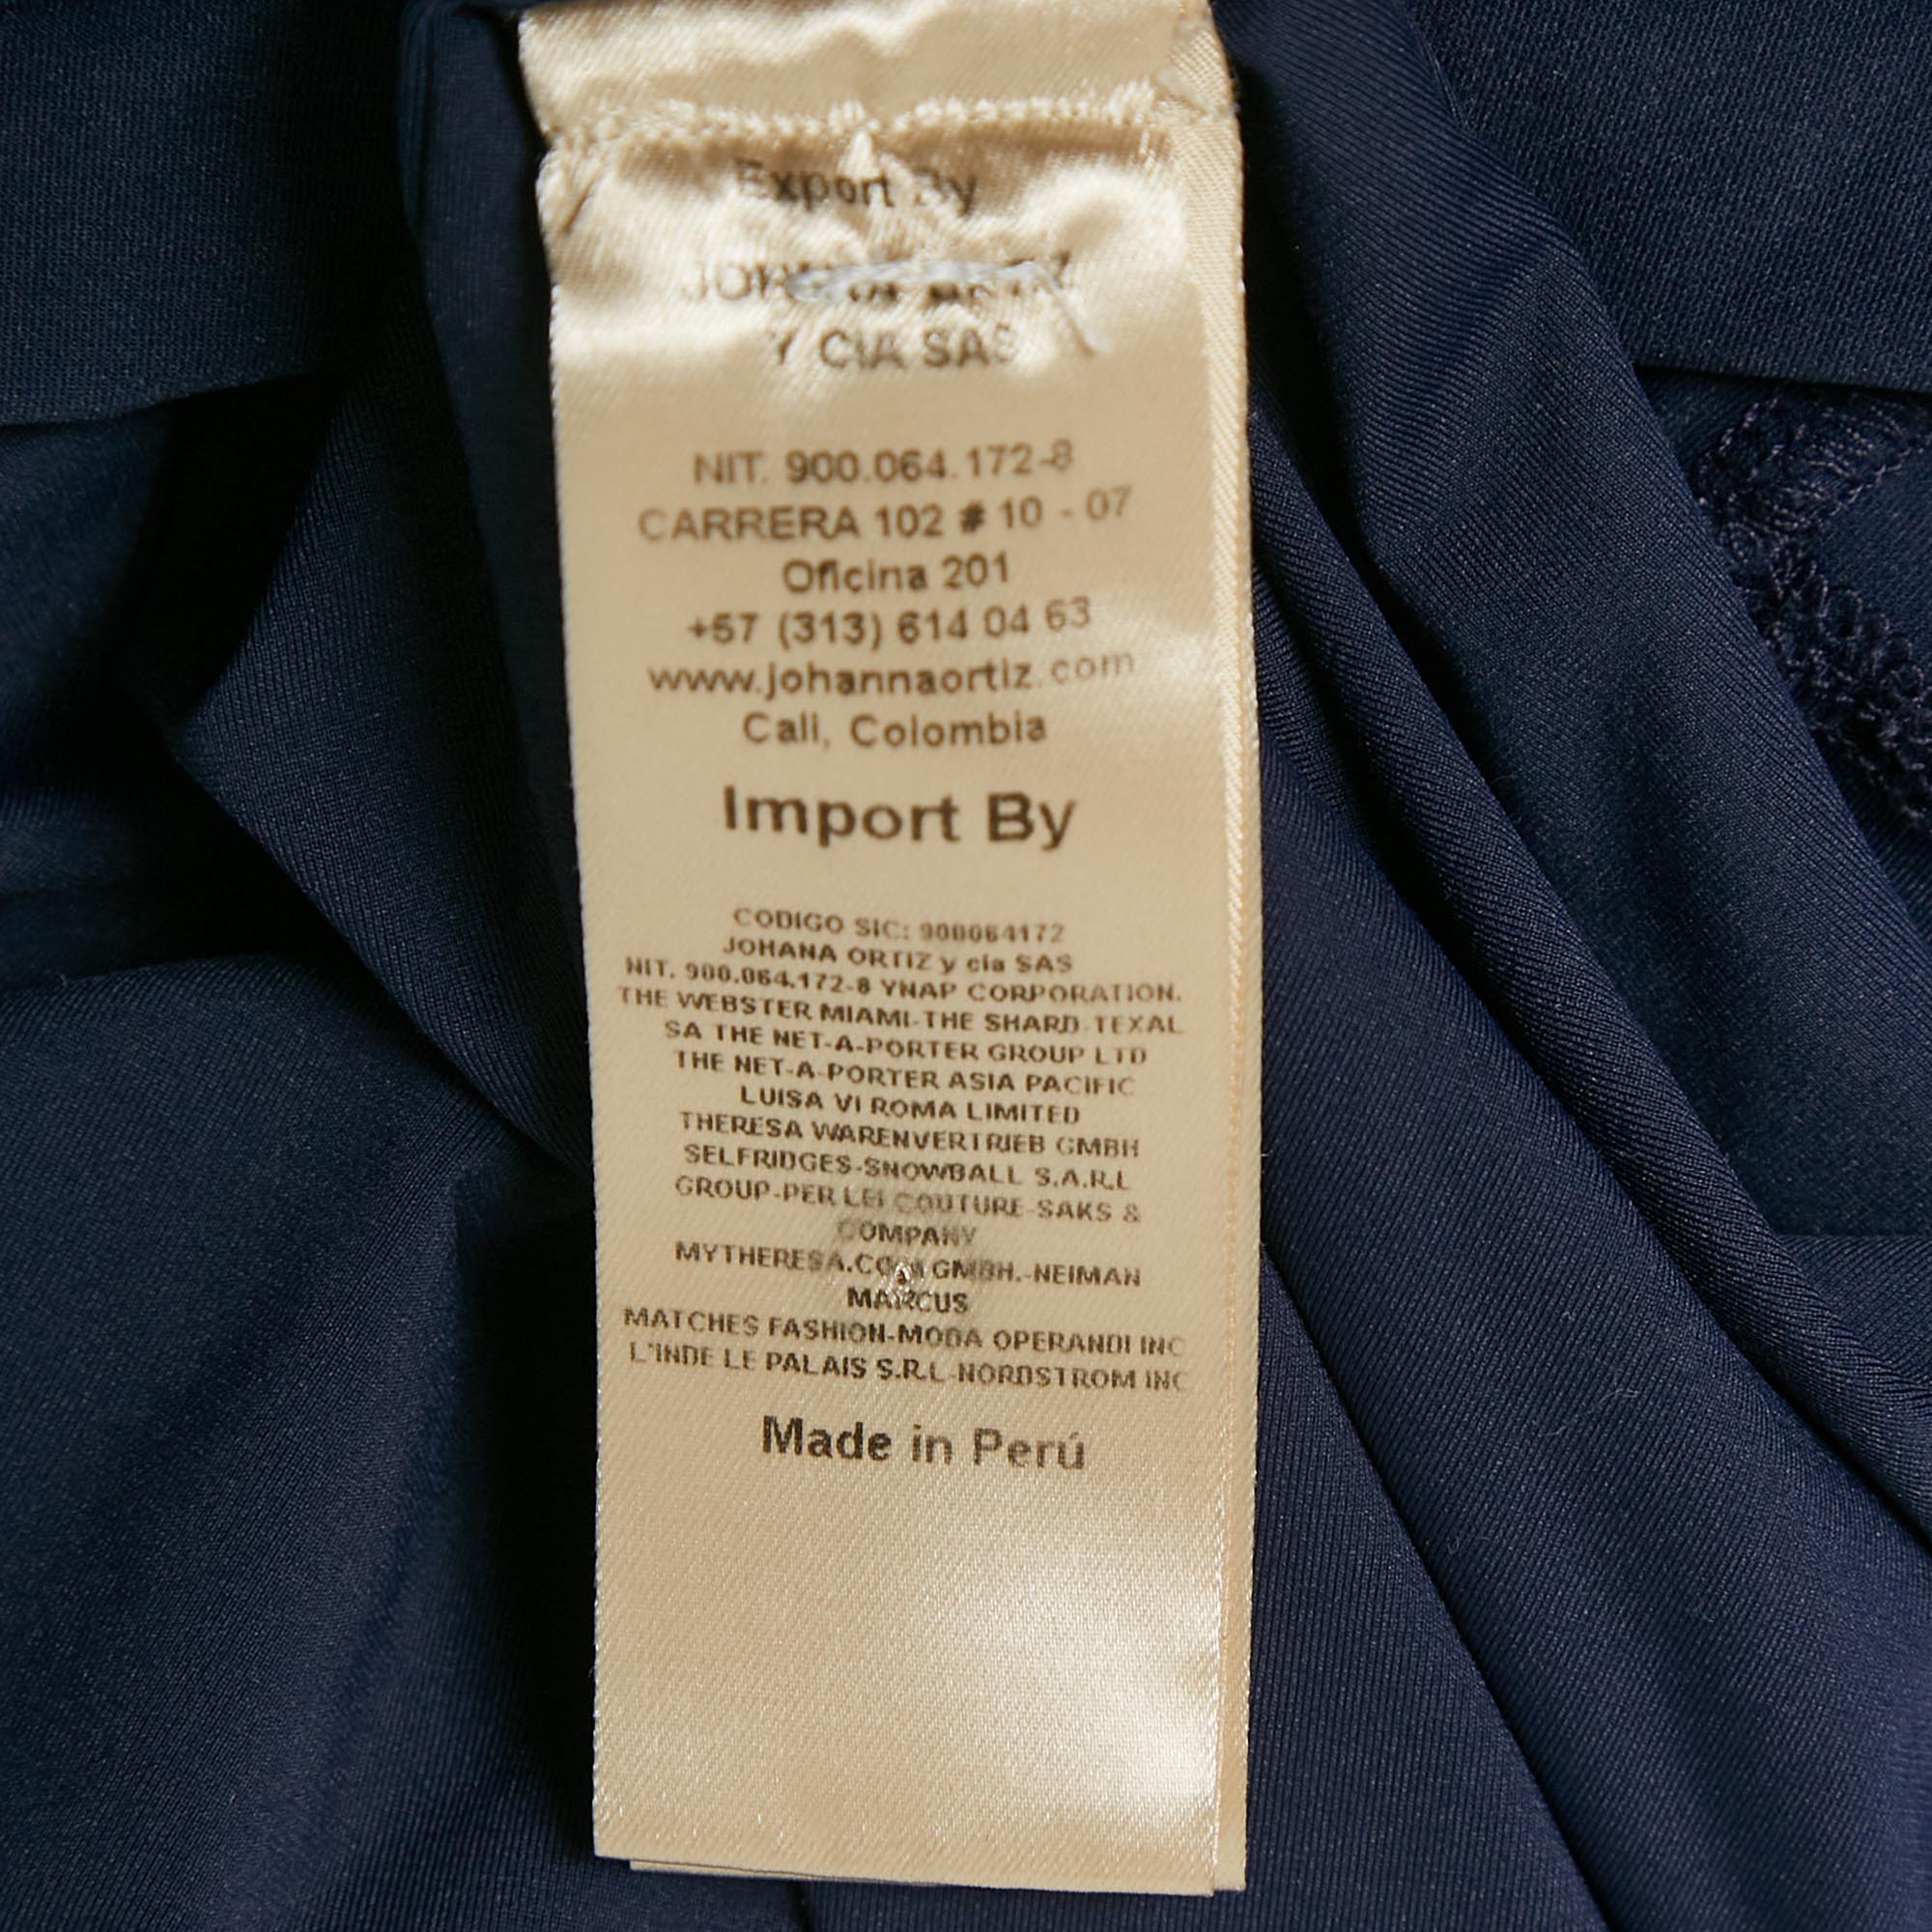 Export By
Y CIA SAS
NIT. 900.064.172-8
CARRERA 102 # 10 - 07
Oficina 201
+57 (313) 614 04 63
www.johannaortiz.com
Cali, Colombia
Import By
CODIGO SIC: 900064172
JOHANA ORTIZ y cia SAS
NIT. 900.064.172-8 YNAP CORPORATION.
THE WEBSTER MIAMI-THE SHARD-TEXAL
SA THE NET-A-PORTER GROUP LTD
THE NET-A-PORTER ASIA PACIFIC
LUISA VI ROMA LIMITED
THERESA WARENVERTRIEB GMBH
SELFRIDGES-SNOWBALL S.A.R.L
GROUP-PER LEI COUTURE-SAKS &
COMPANY
MYTHERESA.COM GMBH.-NEIMAN
MARCUS
MATCHES FASHION-MODA OPERANDI INC
L'INDE LE PALAIS S.R.L-NORDSTROM INC
Made in Perú